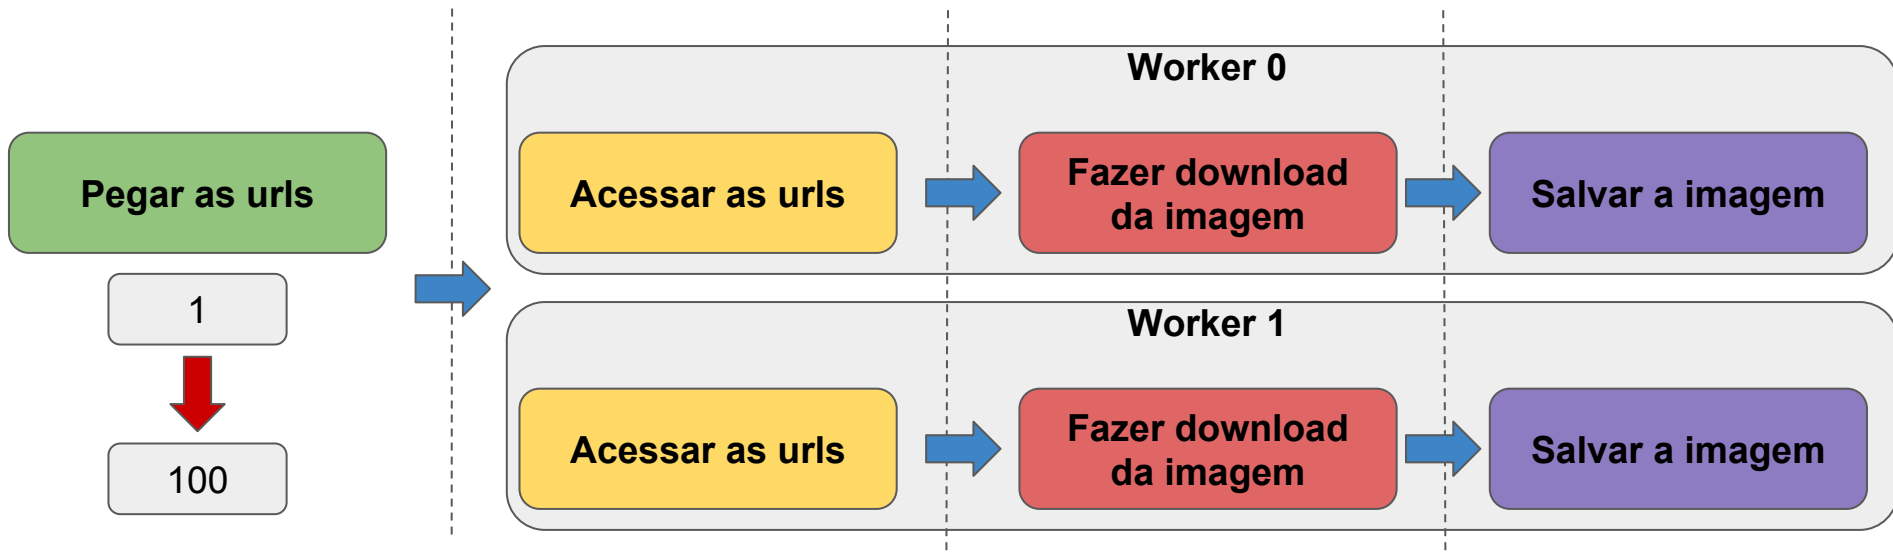 Pegar as urls
1
100
Worker 0
Acessar as urls
Fazer download
da imagem
Salvar a imagem
Worker 1
Acessar as urls
Fazer download
da imagem
Salvar a imagem